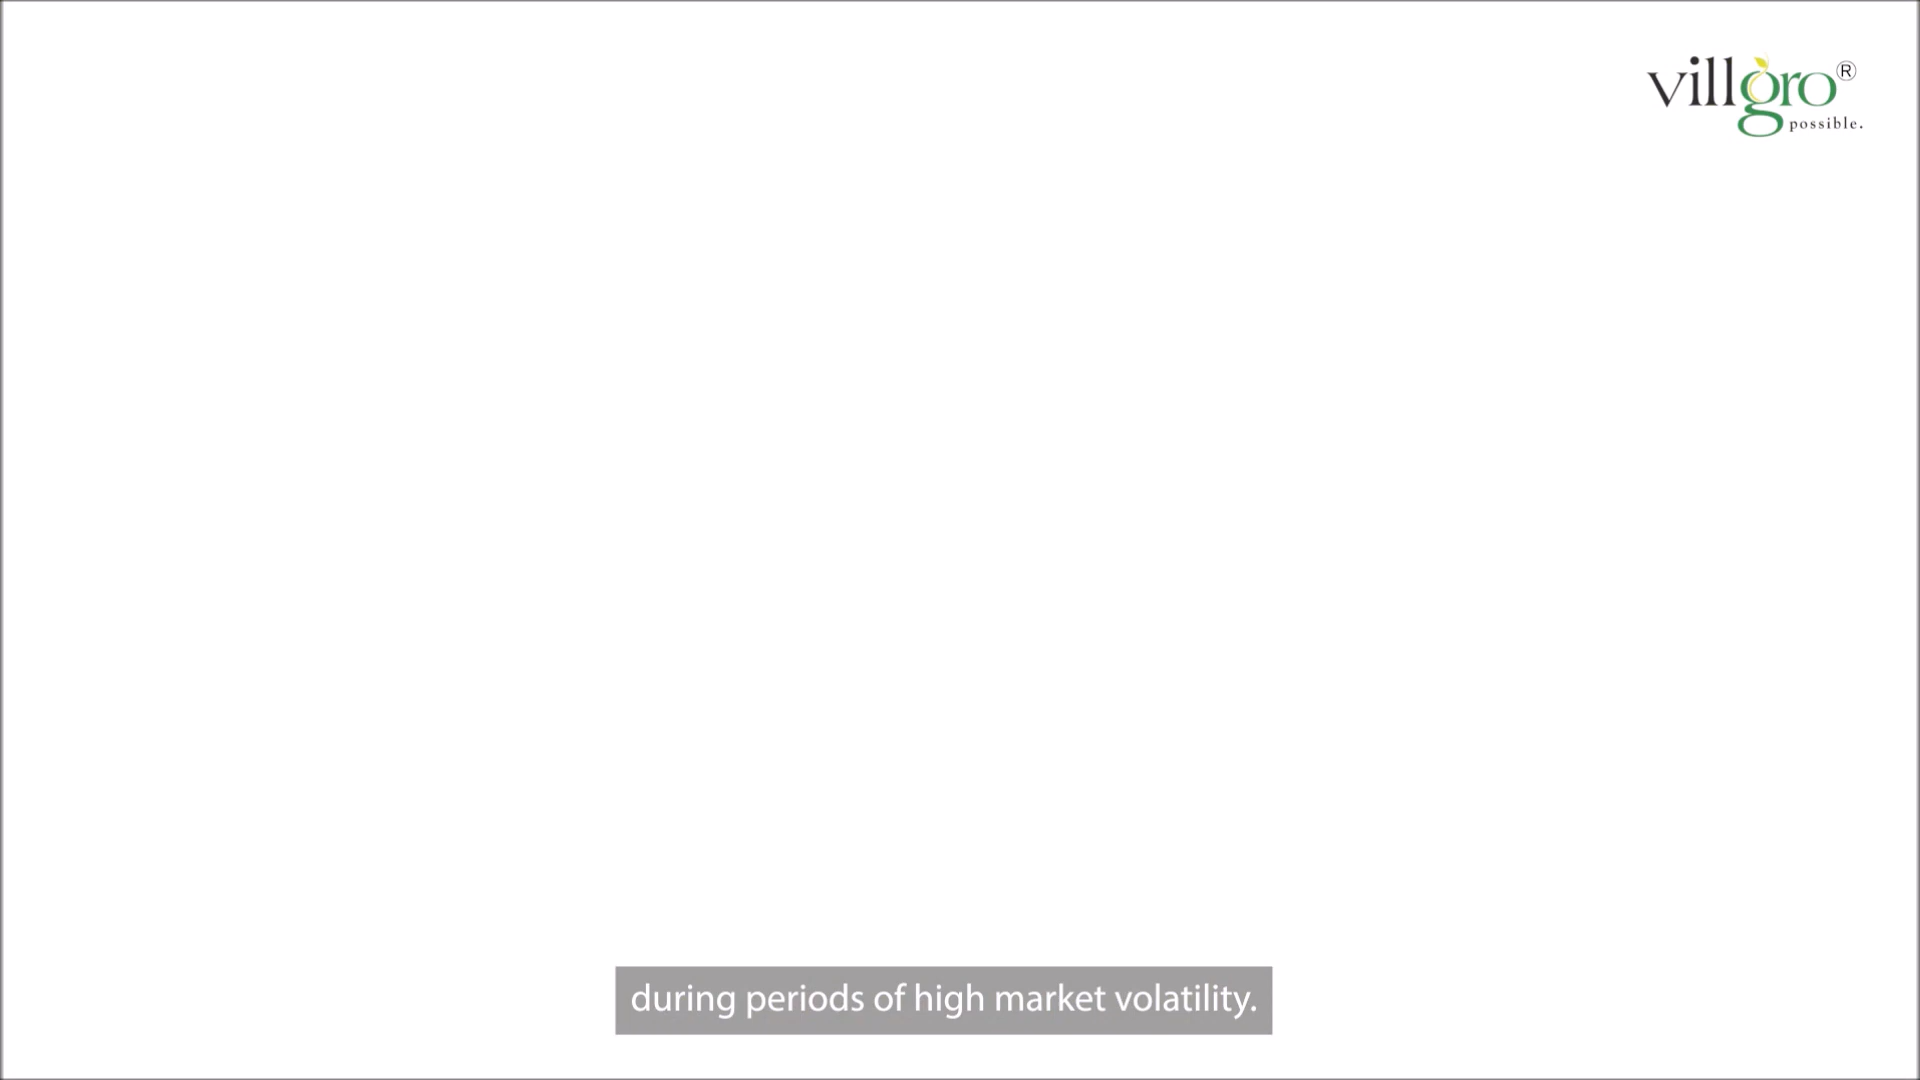 villgro®
possible.
during periods of high market volatility.